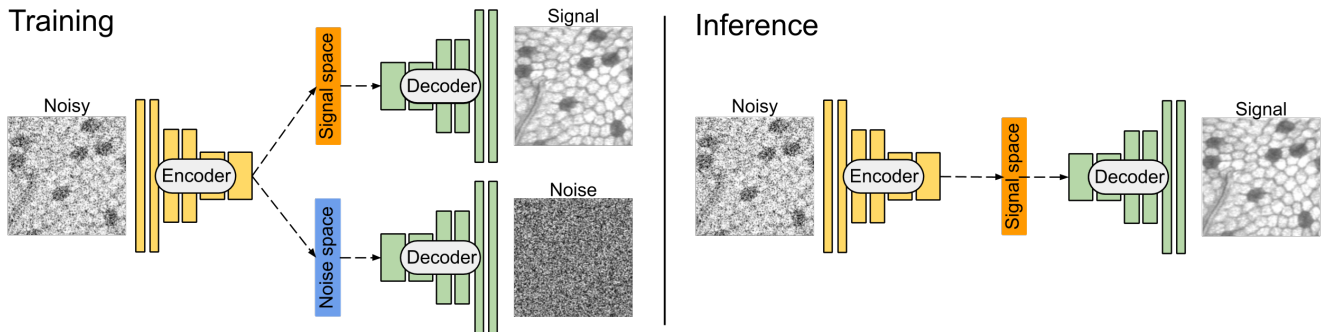 Training
Noisy
Encoder
Signal space
Decoder
Signal
Noise space
Decoder
Noise
Inference
Noisy
Encoder
Signal space
Decoder
Signal